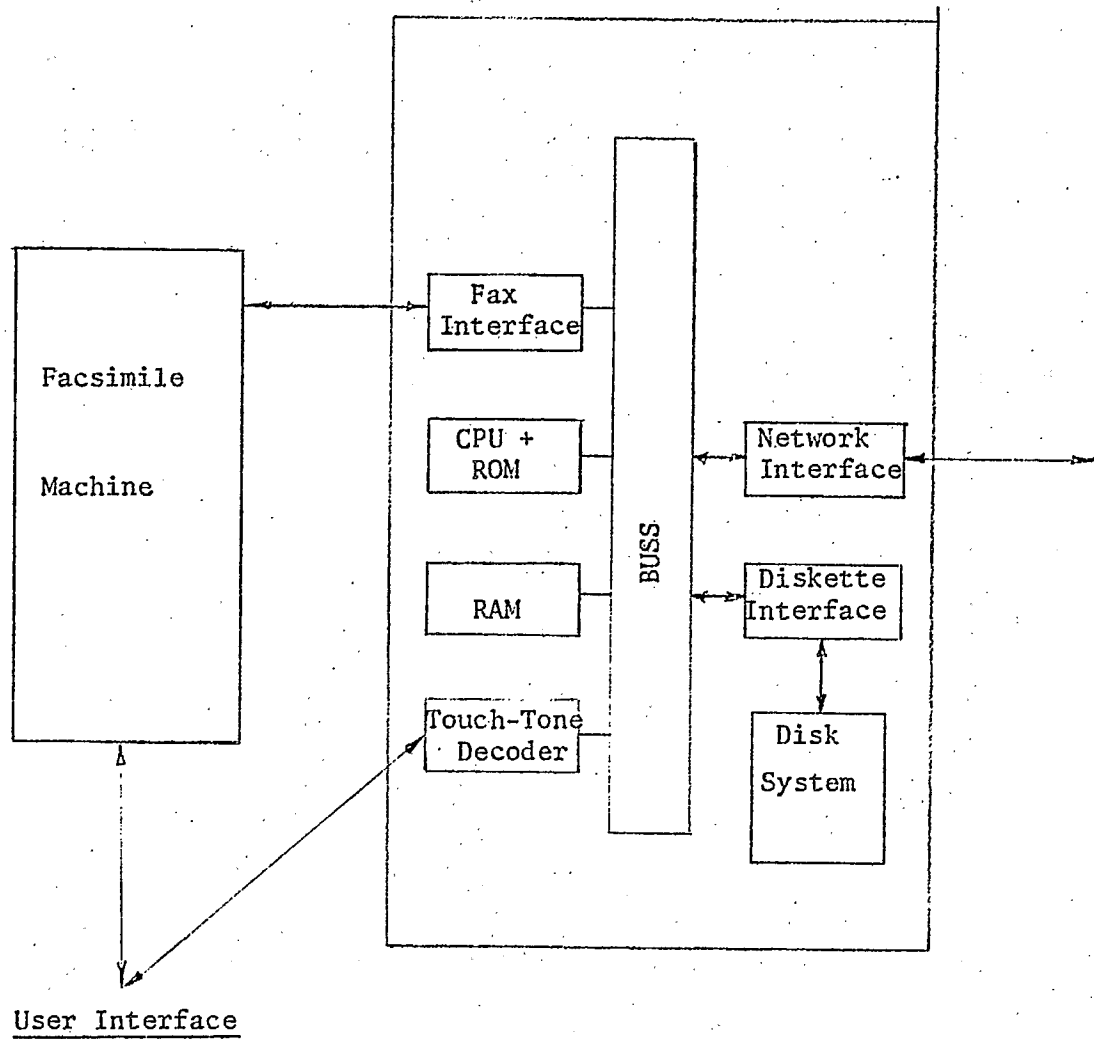 Facsimile
Machine
Fax
Interface
CPU +
ROM
RAM
Touch-Tone
Decoder
BUSS
Network
Interface
Diskette
Interface
Disk
System
User Interface